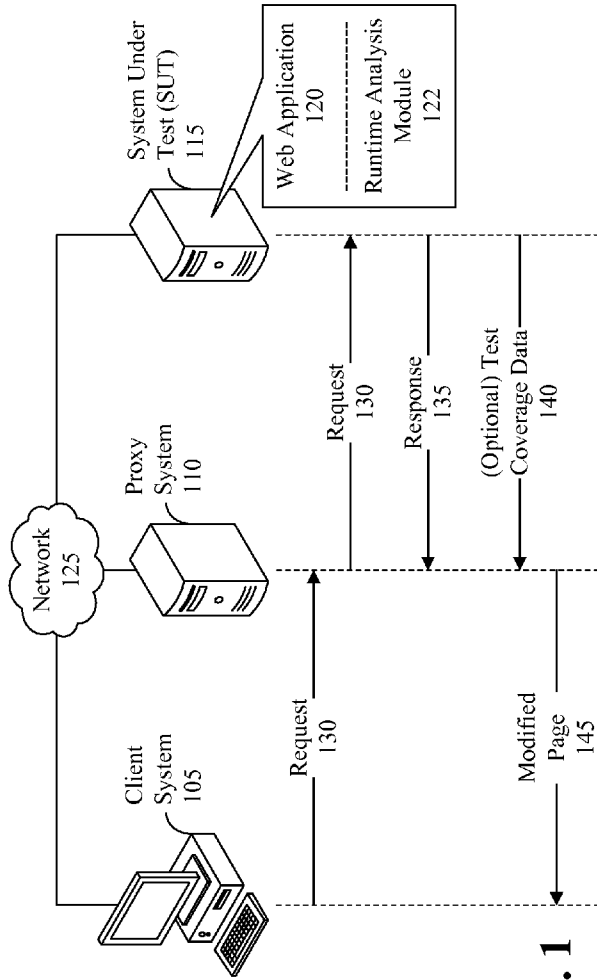 Network
125
Client
System
105
Proxy
System
110
System Under
Test (SUT)
115
Web Application
120
Runtime Analysis
Module
122
Request
130
Request
130
Response
135
(Optional) Test
Coverage Data
140
Modified
Page
145
. 1